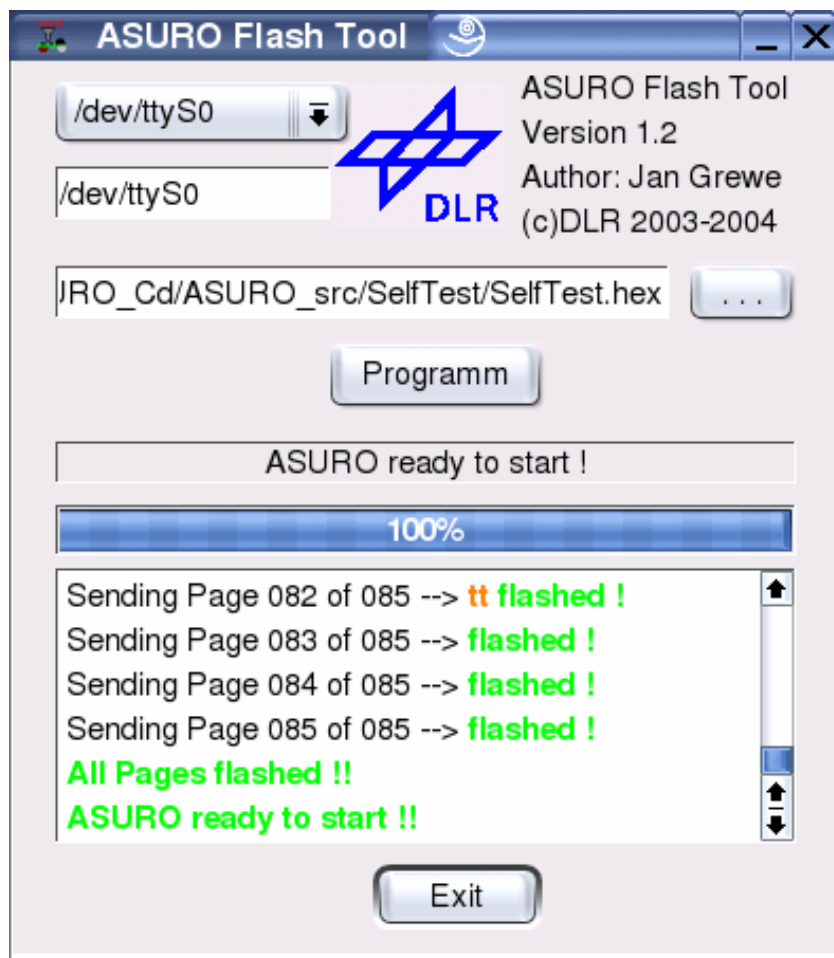 ASURO Flash Tool
/dev/ttyS0
/dev/ttyS0
DLR
ASURO Flash Tool
Version 1.2
Author: Jan Grewe
(c)DLR 2003-2004
JRO_Cd/ASURO_src/SelfTest/SelfTest.hex
...
Programm
ASURO ready to start !
100%
Sending Page 082 of 085 --> tt flashed !
Sending Page 083 of 085 --> flashed !
Sending Page 084 of 085 --> flashed !
Sending Page 085 of 085 --> flashed !
All Pages flashed !!
ASURO ready to start !!
Exit